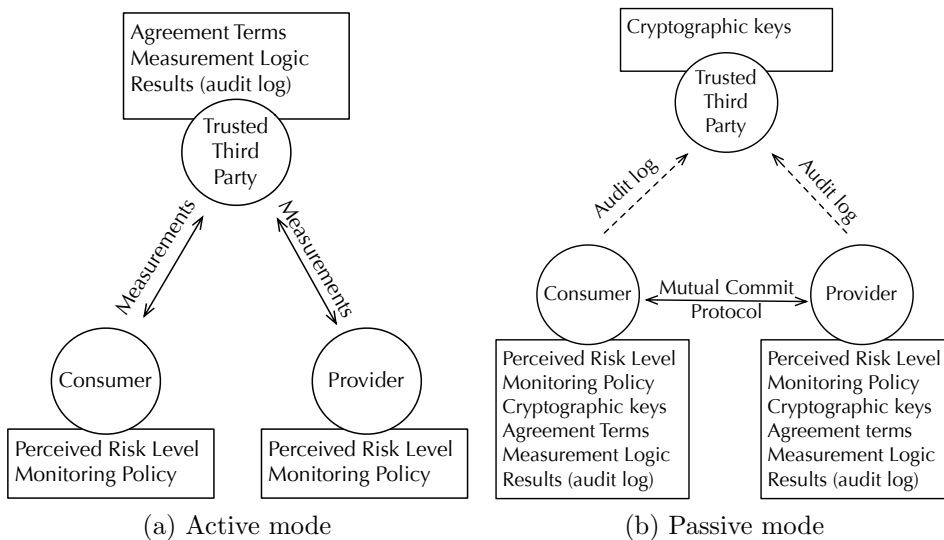 Agreement Terms
Measurement Logic
Results (audit log)
Trusted
Third
Party
Measurements
Measurements
Consumer
Provider
Perceived Risk Level
Monitoring Policy
Perceived Risk Level
Monitoring Policy
(a) Active mode
Cryptographic keys
Trusted
Third
Party
Audit log
Audit log
Consumer
Mutual Commit
Protocol
Provider
Perceived Risk Level
Monitoring Policy
Cryptographic keys
Agreement Terms
Measurement Logic
Results (audit log)
Perceived Risk Level
Monitoring Policy
Cryptographic keys
Agreement terms
Measurement Logic
Results (audit log)
(b) Passive mode